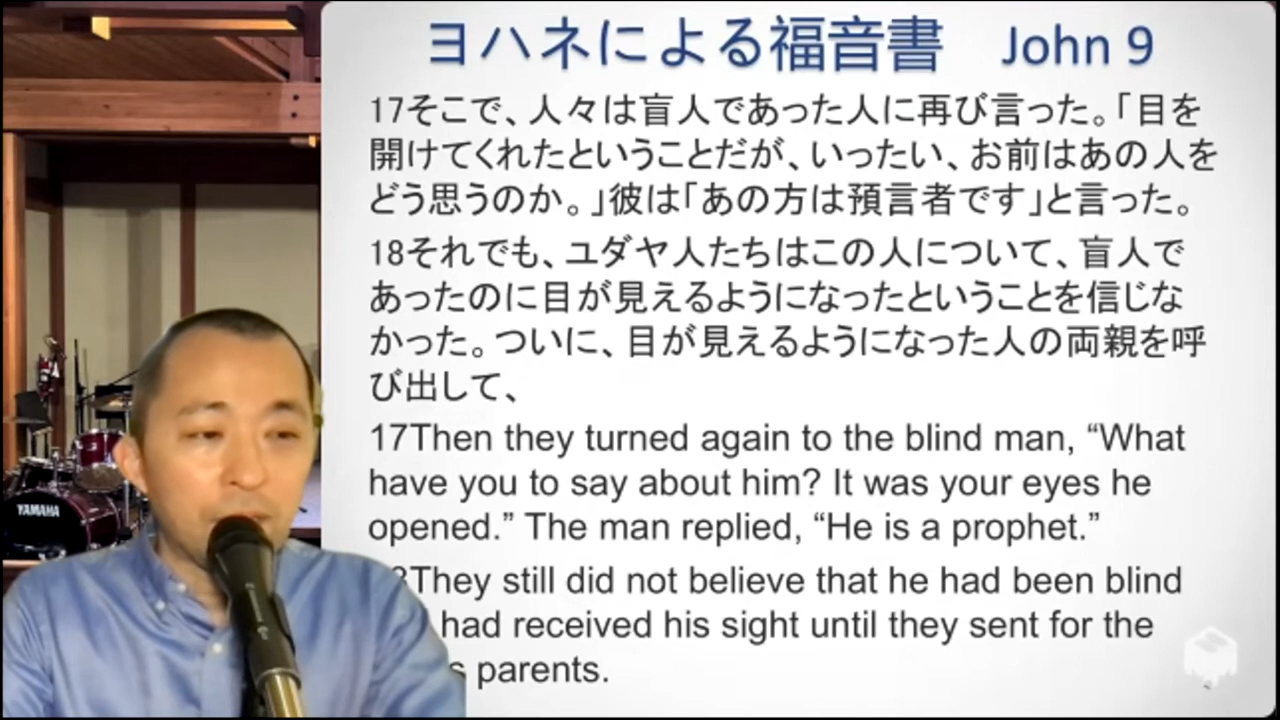 ヨハネによる福音書 John 9
17そこで、人々は盲人であった人に再び言った。「目を
開けてくれたということだが、いったい、お前はあの人を
どう思うのか。」彼は「あの方は預言者です」と言った。
18それでも、ユダヤ人たちはこの人について、盲人で
あったのに目が見えるようになったということを信じな
かった。ついに、目が見えるようになった人の両親を呼
び出して、
17Then they turned again to the blind man, “What
have you to say about him? It was your eyes he
opened.” The man replied, “He is a prophet.”
They still did not believe that he had been blind
had received his sight until they sent for the
parents.
YAMAHA